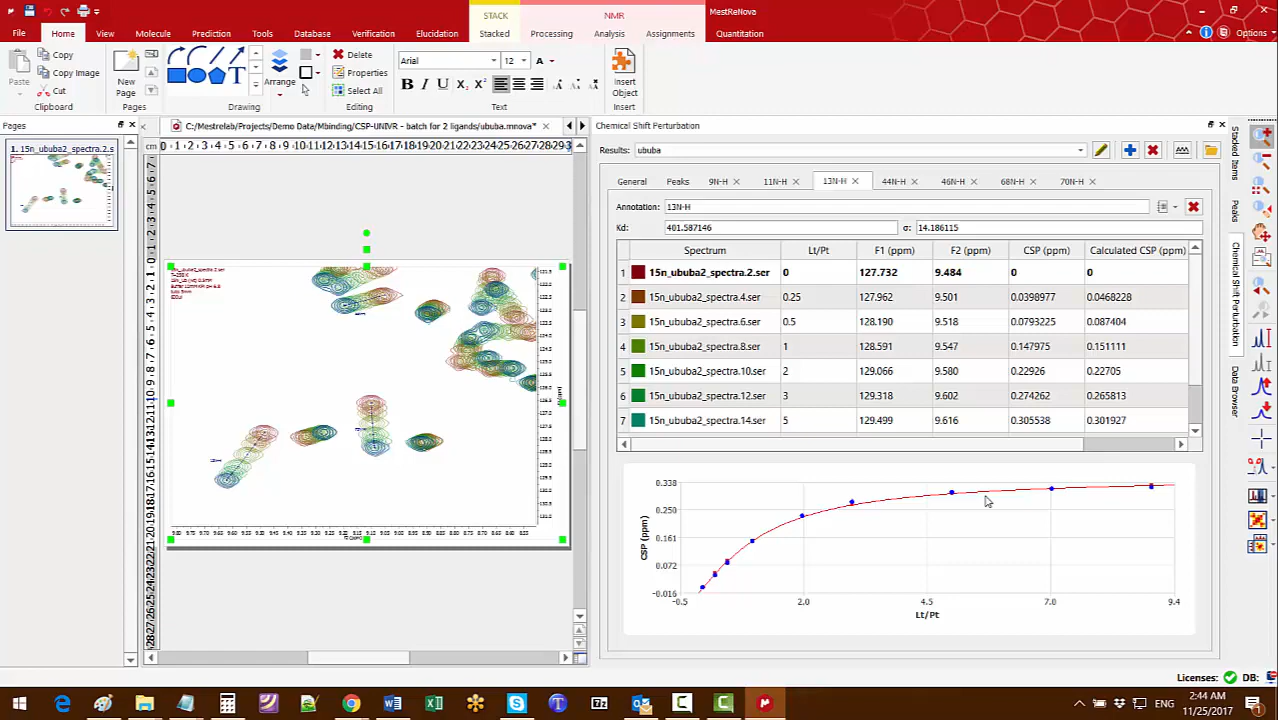 STACK
NMR
MestReNova
File Home View Molecule Prediction Tools Database Verification Elucidation Stacked Processing Analysis Assignments Quantitation Options
Paste
Copy
Copy Image
Cut
Clipboard
New Page
Pages
Drawing
Arrange
Delete
Properties
Select All
Editing
Arial 12
B I U X₂ X²
Text
Insert Object
Insert
Pages
C:/Mestrelab/Projects/Demo Data/Mbinding/CSP-UNIVR - batch for 2 ligands/ububa.mnova*
Chemical Shift Perturbation
1. 15n_ububa2_spectra.2.s
cm
Results: ububa
General Peaks 9N-H 11N-H 13N-H 44N-H 46N-H 68N-H 70N-H
Annotation: 13N-H
Kd: 401.587146 σ: 14.186115
Spectrum Lt/Pt F1 (ppm) F2 (ppm) CSP (ppm) Calculated CSP (ppm)
1 15n_ububa2_spectra.2.ser 0 127.752 9.484 0 0
2 15n_ububa2_spectra.4.ser 0.25 127.962 9.501 0.0398977 0.0468228
3 15n_ububa2_spectra.6.ser 0.5 128.190 9.518 0.0793225 0.087404
4 15n_ububa2_spectra.8.ser 1 128.591 9.547 0.147975 0.151111
5 15n_ububa2_spectra.10.ser 2 129.066 9.580 0.22926 0.22705
6 15n_ububa2_spectra.12.ser 3 129.318 9.602 0.274262 0.265813
7 15n_ububa2_spectra.14.ser 5 129.499 9.616 0.305538 0.301927
0.338
0.250
0.161
0.072
-0.016
CSP (ppm)
-0.5 2.0 4.5 7.0 9.4
Lt/Pt
Stacked Items
Peaks
Chemical Shift Perturbation
Data Browser
Licenses: DB:
ENG
2:44 AM
11/25/2017